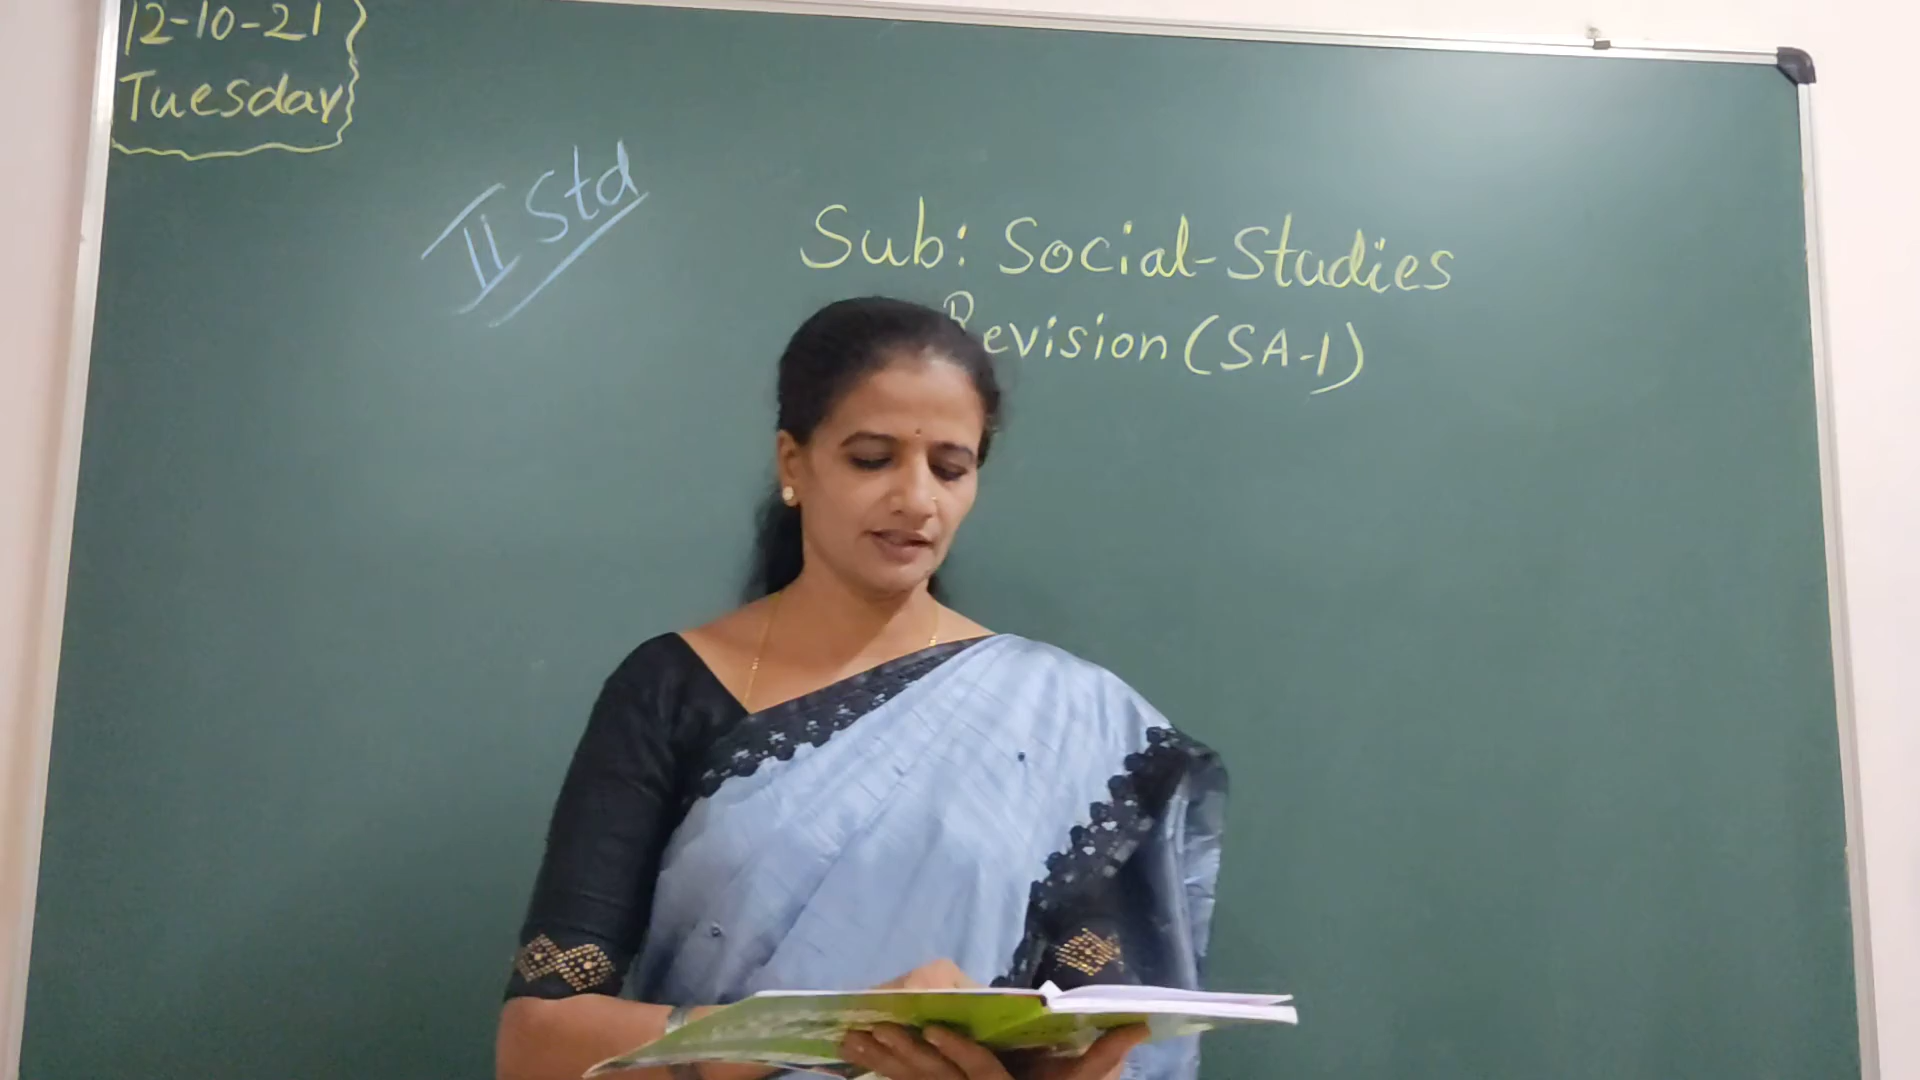 12-10-21
Tuesday
II Std
Sub: Social-Studies
Revision (SA-1)